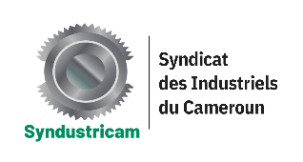 Syndustricam
Syndicat
des Industriels
du Cameroun